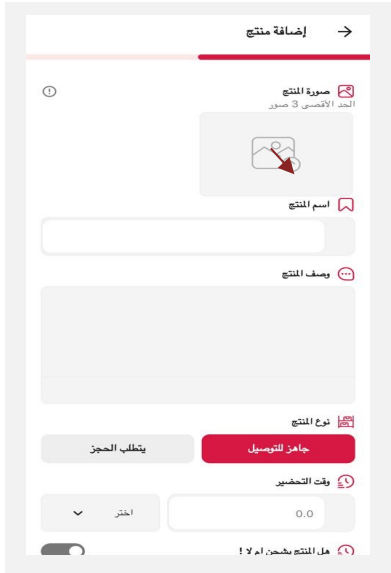 إضافة منتج
صورة المنتج
الحد الأقصى 3 صور
اسم المنتج
وصف المنتج
نوع المنتج
جاهز للتوصيل
يتطلب الحجز
وقت التحضير
0.0
اختر
هل المنتج يشحن ام لا !